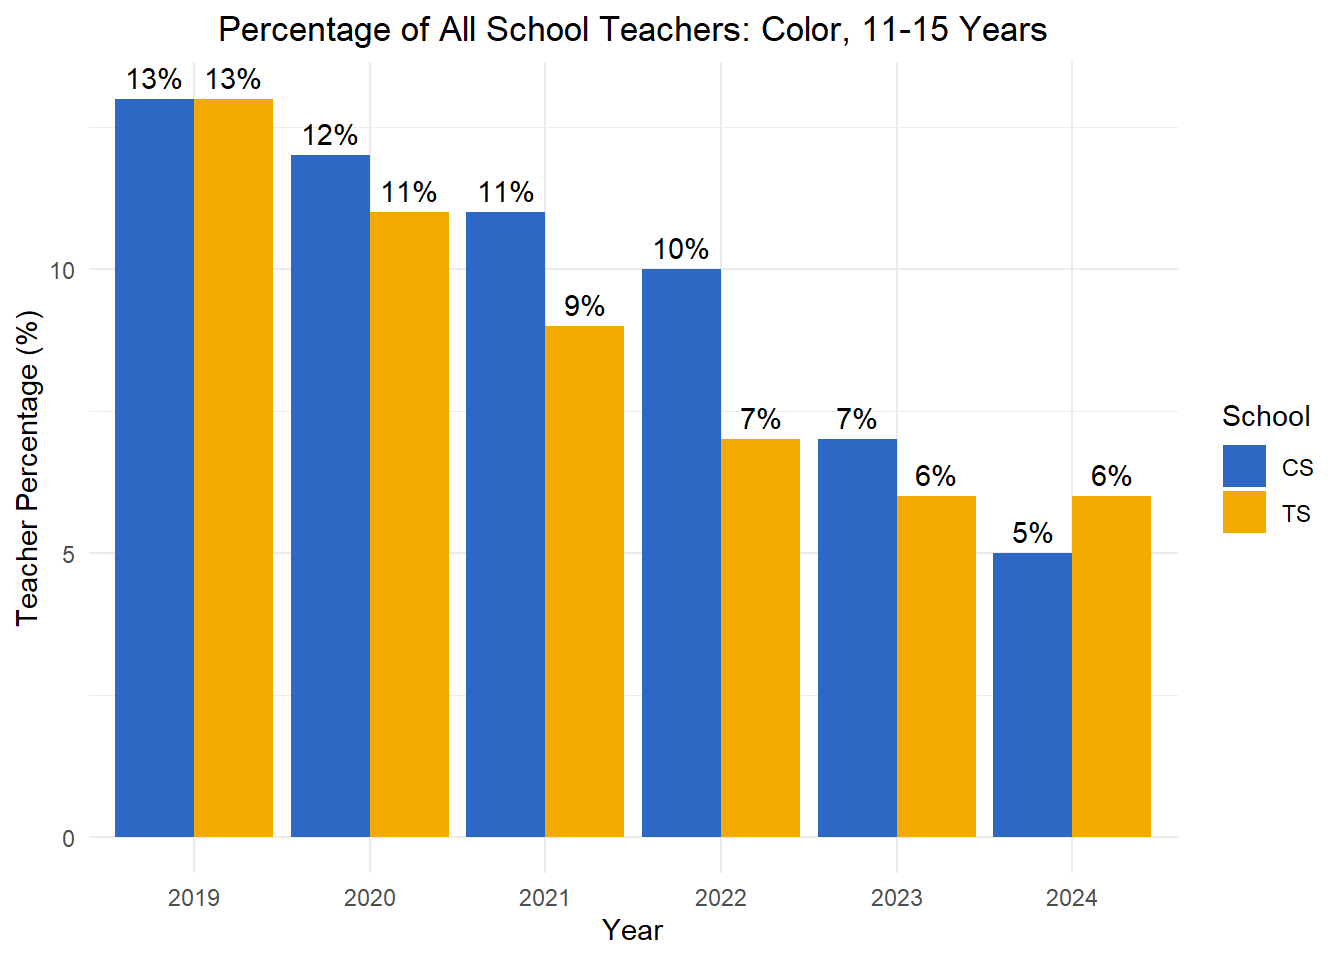 Percentage of All School Teachers: Color, 11-15 Years
13% 13%
12%
11% 11%
10%
9%
7% 7%
6% 6%
5%
10
5
0
Teacher Percentage (%)
2019 2020 2021 2022 2023 2024
Year
School
CS
TS